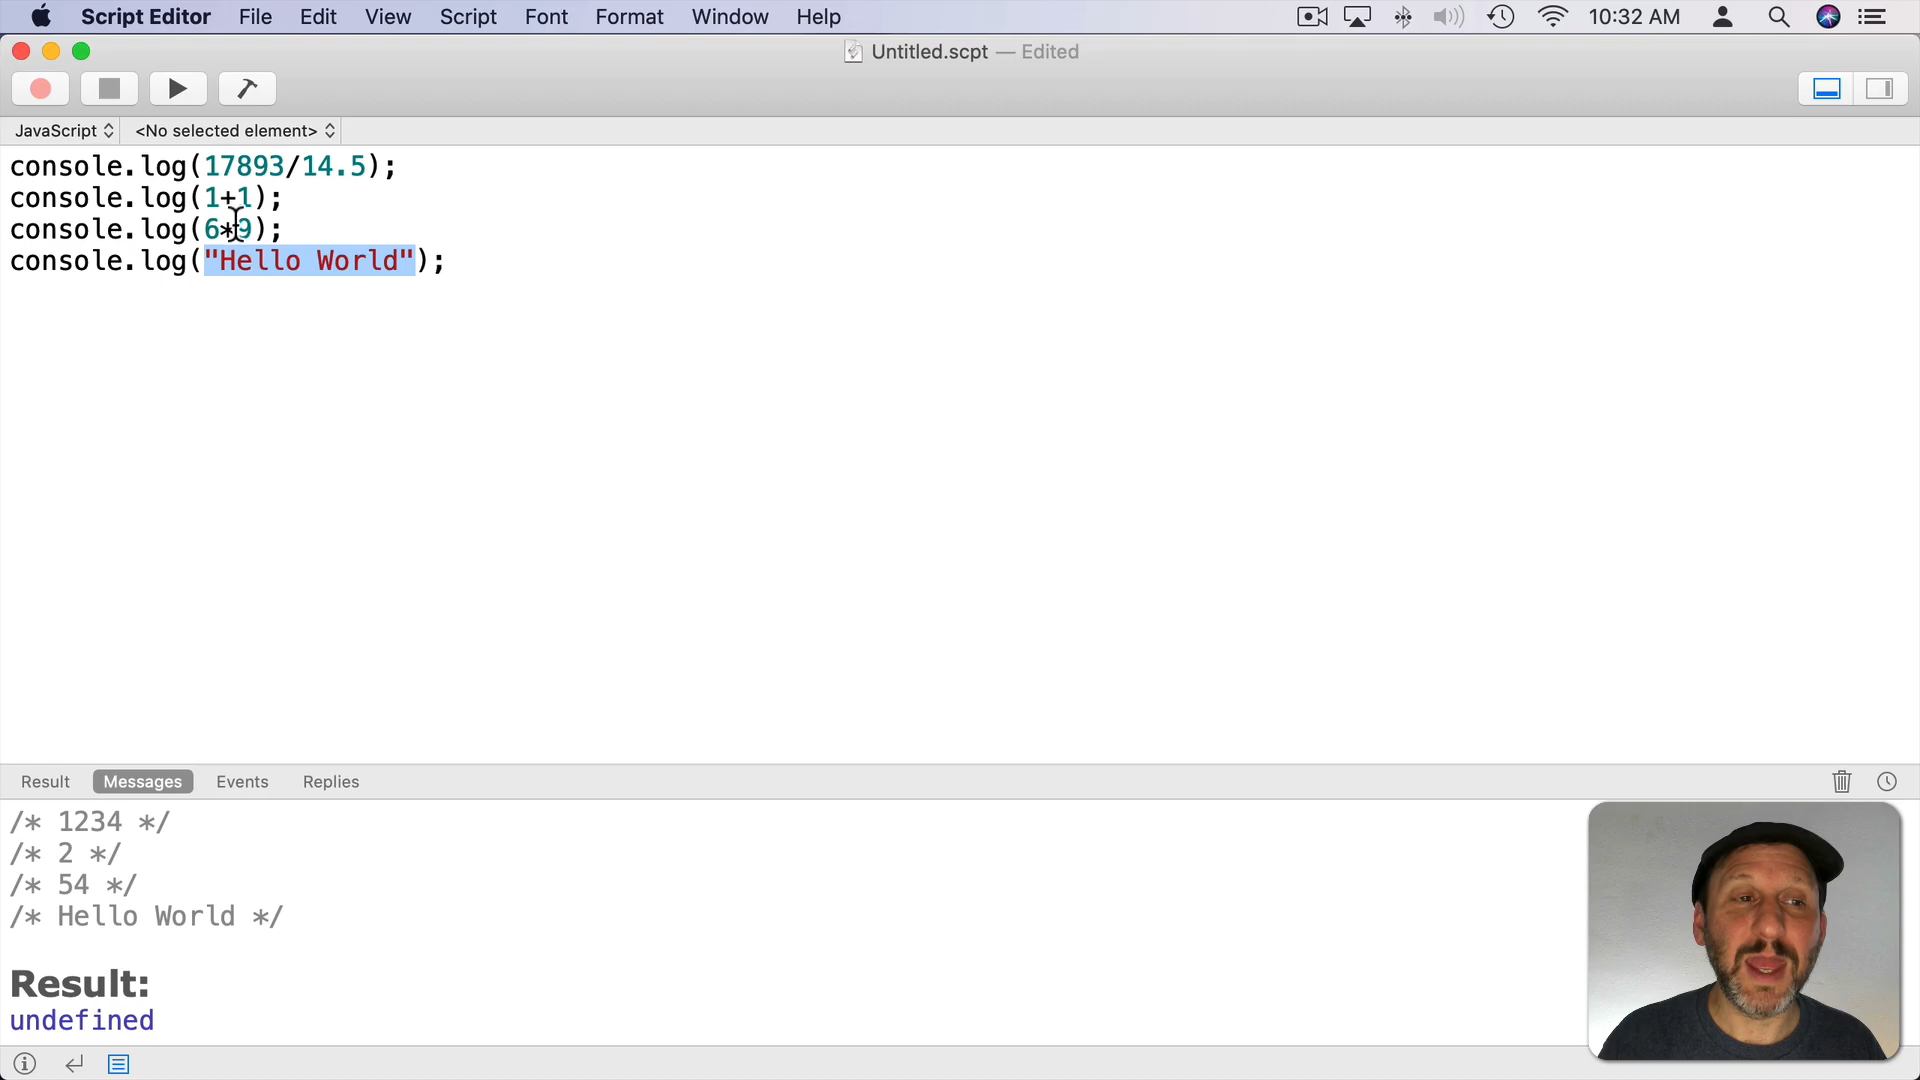 Script Editor File Edit View Script Font Format Window Help 10:32 AM
Untitled.scpt — Edited
JavaScript <No selected element>
console.log(17893/14.5);
console.log(1+1);
console.log(6*9);
console.log("Hello World");
Result Messages Events Replies
/* 1234 */
/* 2 */
/* 54 */
/* Hello World */
Result:
undefined